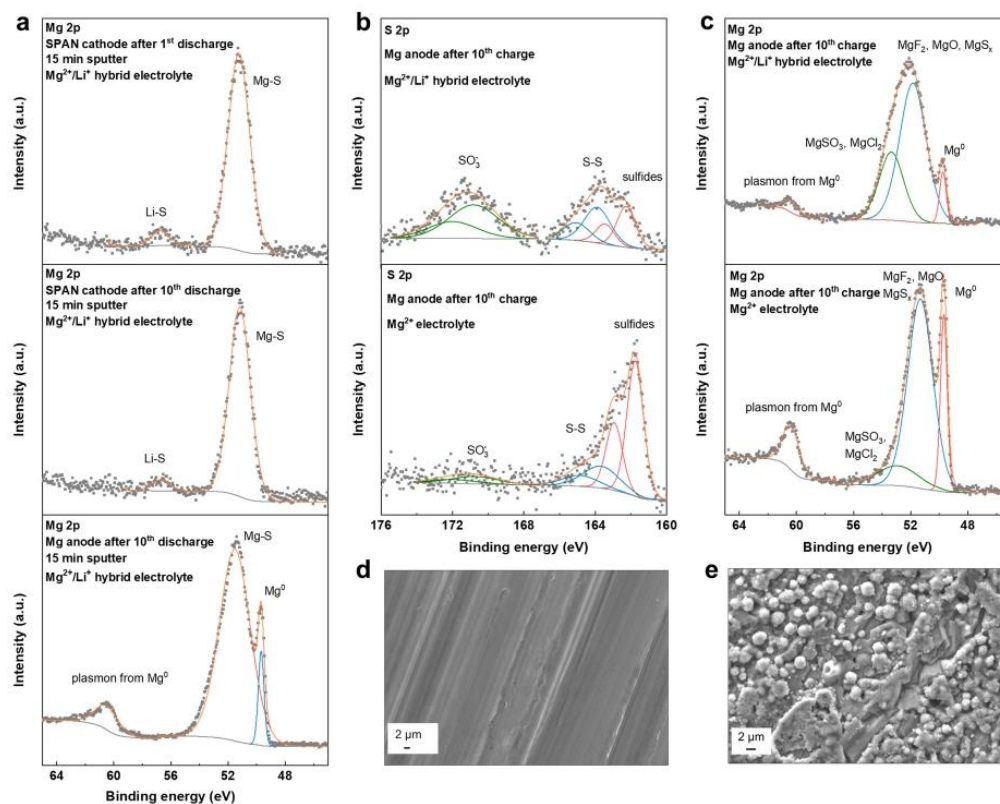 a
Mg 2p
SPAN cathode after 1st discharge
15 min sputter
Mg2+/Li+ hybrid electrolyte
Mg-S
Li-S
Intensity (a.u.)
Mg 2p
SPAN cathode after 10th discharge
15 min sputter
Mg2+/Li+ hybrid electrolyte
Mg-S
Li-S
Intensity (a.u.)
Mg 2p
Mg anode after 10th discharge
15 min sputter
Mg2+/Li+ hybrid electrolyte
Mg-S
Mg0
plasmon from Mg0
Intensity (a.u.)
64 60 56 52 48
Binding energy (eV)
b
S 2p
Mg anode after 10th charge
Mg2+/Li+ hybrid electrolyte
SO3-
S-S
sulfides
Intensity (a.u.)
S 2p
Mg anode after 10th charge
Mg2+ electrolyte
sulfides
S-S
SO3-
Intensity (a.u.)
176 172 168 164 160
Binding energy (eV)
c
Mg 2p
Mg anode after 10th charge
Mg2+/Li+ hybrid electrolyte
MgF2, MgO, MgSx
MgSO3, MgCl2
Mg0
plasmon from Mg0
Intensity (a.u.)
Mg 2p
Mg anode after 10th charge
Mg2+ electrolyte
MgF2, MgO
MgSx
Mg0
plasmon from Mg0
MgSO3,
MgCl2
Intensity (a.u.)
64 60 56 52 48
Binding energy (eV)
d
2 μm
e
2 μm